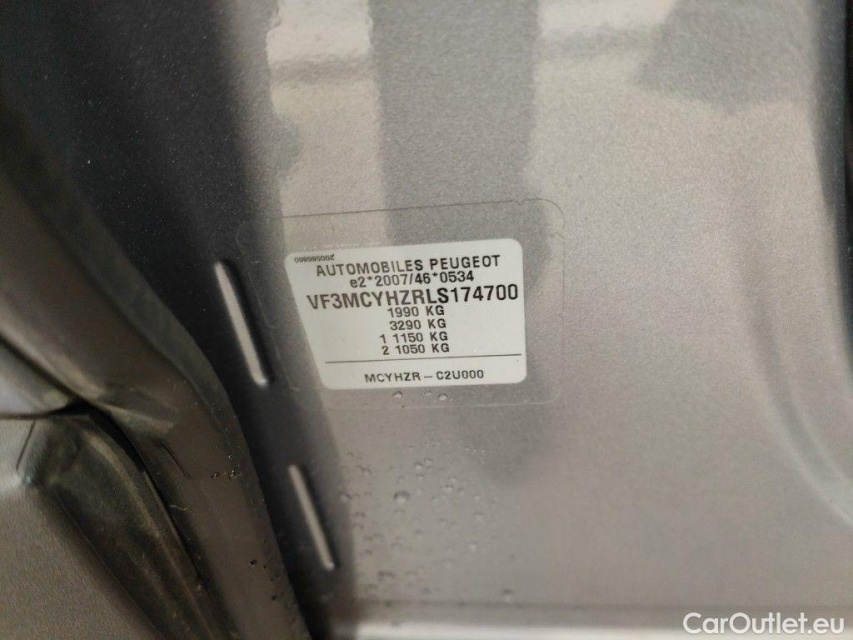 AUTOMOBILES PEUGEOT
e2*2007/46*0534
VF3MCYHZRLS174700
1990 KG
3290 KG
1 1150 KG
2 1050 KG
MCYHZR - C2U000
CarOutlet.eu